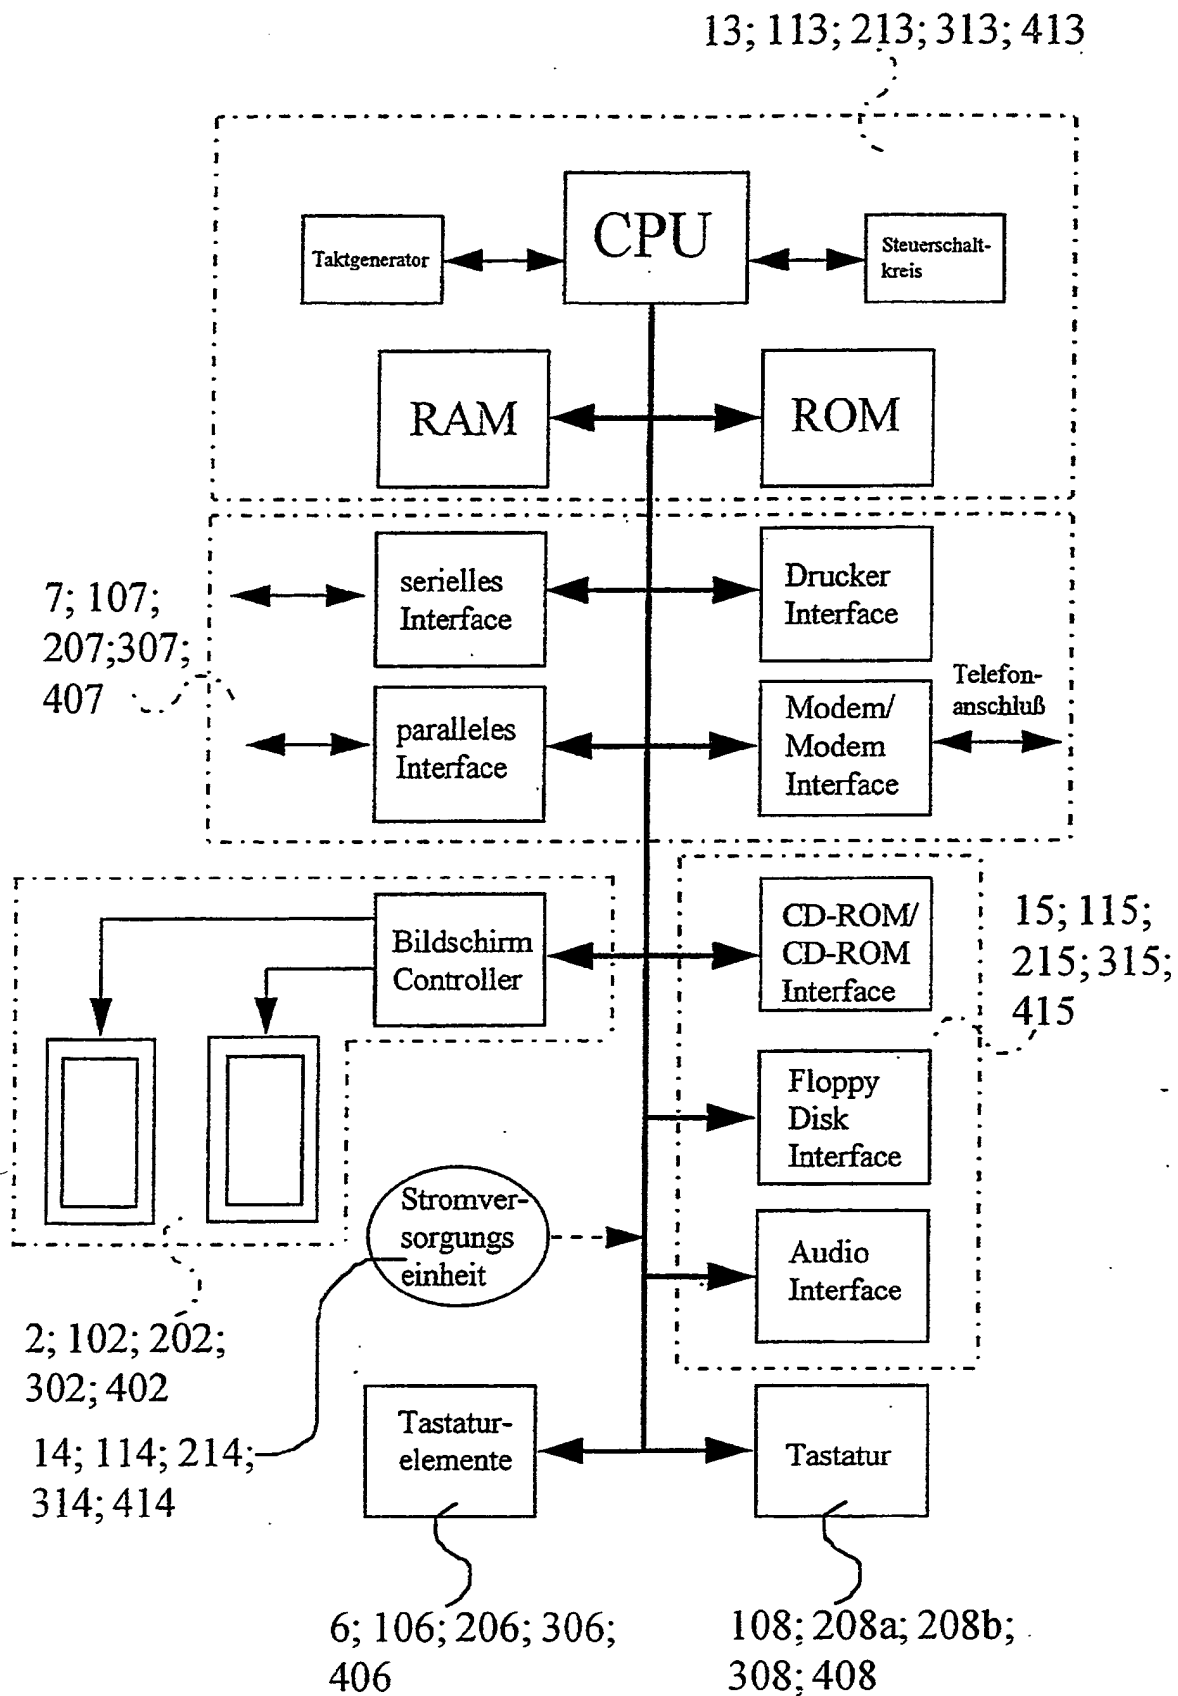 13; 113; 213; 313; 413
CPU
Taktgenerator
Steuerschalt-
kreis
RAM
ROM
serielles
Interface
Drucker
Interface
7; 107;
207;307;
407
paralleles
Interface
Modem/
Modem
Interface
Telefon-
anschluß
Bildschirm
Controller
CD-ROM/
CD-ROM
Interface
15; 115;
215; 315;
415
Floppy
Disk
Interface
Stromver-
sorgungs
einheit
Audio
Interface
2; 102; 202;
302; 402
14; 114; 214;
314; 414
Tastatur-
elemente
Tastatur
6; 106; 206; 306;
406
108; 208a; 208b;
308; 408